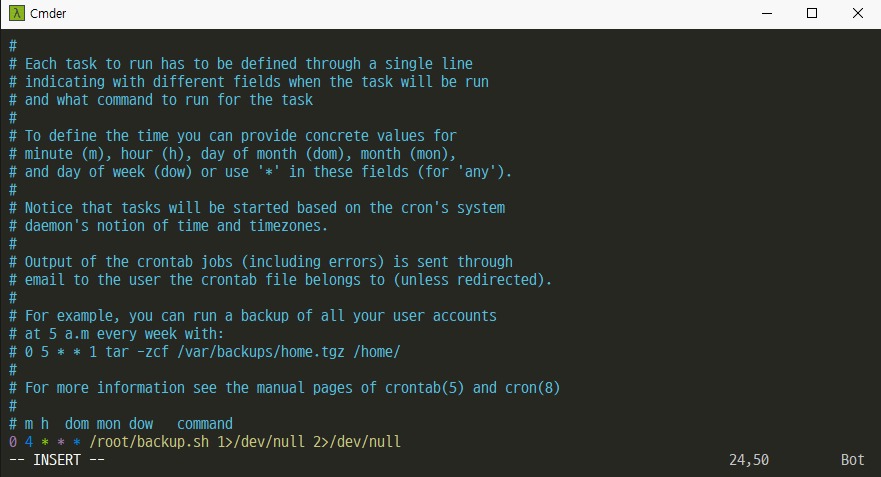 λ Cmder
#
# Each task to run has to be defined through a single line
# indicating with different fields when the task will be run
# and what command to run for the task
#
# To define the time you can provide concrete values for
# minute (m), hour (h), day of month (dom), month (mon),
# and day of week (dow) or use '*' in these fields (for 'any').
#
# Notice that tasks will be started based on the cron's system
# daemon's notion of time and timezones.
#
# Output of the crontab jobs (including errors) is sent through
# email to the user the crontab file belongs to (unless redirected).
#
# For example, you can run a backup of all your user accounts
# at 5 a.m every week with:
# 0 5 * * 1 tar -zcf /var/backups/home.tgz /home/
#
# For more information see the manual pages of crontab(5) and cron(8)
#
# m h  dom mon dow   command
0 4 * * * /root/backup.sh 1>/dev/null 2>/dev/null
-- INSERT -- 24,50 Bot